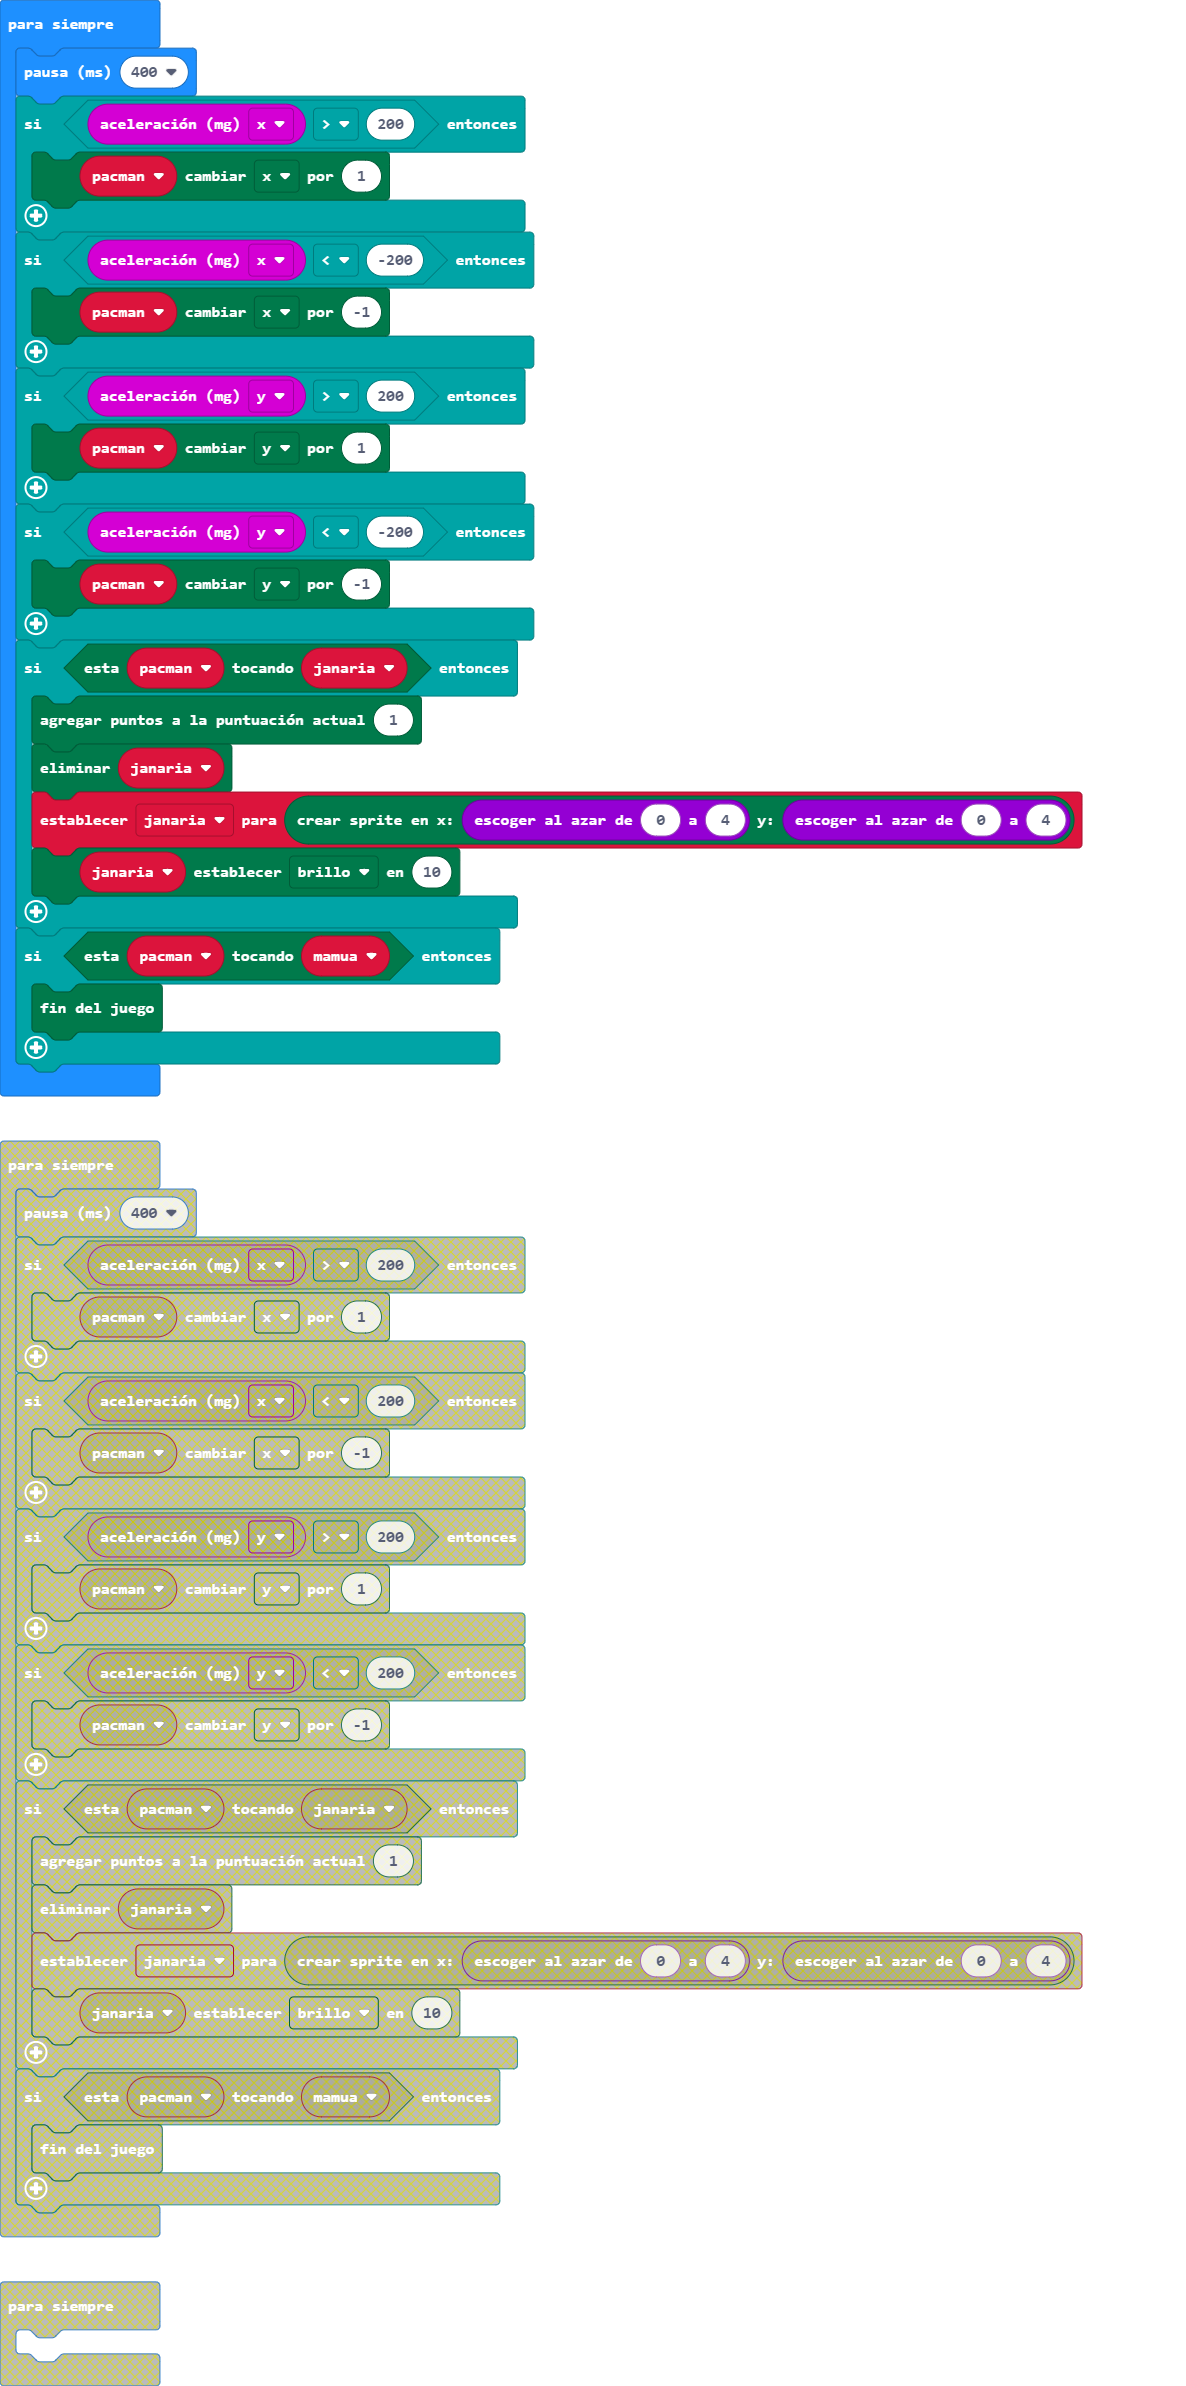 para siempre
pausa (ms) 400
si aceleración (mg) x > 200 entonces
pacman cambiar x por 1
si aceleración (mg) x < -200 entonces
pacman cambiar x por -1
si aceleración (mg) y > 200 entonces
pacman cambiar y por 1
si aceleración (mg) y < -200 entonces
pacman cambiar y por -1
si esta pacman tocando janaria entonces
agregar puntos a la puntuación actual 1
eliminar janaria
establecer janaria para crear sprite en x: escoger al azar de 0 a 4 y: escoger al azar de 0 a 4
janaria establecer brillo en 10
si esta pacman tocando mamua entonces
fin del juego
para siempre
pausa (ms) 400
si aceleración (mg) x > 200 entonces
pacman cambiar x por 1
si aceleración (mg) x < 200 entonces
pacman cambiar x por -1
si aceleración (mg) y > 200 entonces
pacman cambiar y por 1
si aceleración (mg) y < 200 entonces
pacman cambiar y por -1
si esta pacman tocando janaria entonces
agregar puntos a la puntuación actual 1
eliminar janaria
establecer janaria para crear sprite en x: escoger al azar de 0 a 4 y: escoger al azar de 0 a 4
janaria establecer brillo en 10
si esta pacman tocando mamua entonces
fin del juego
para siempre